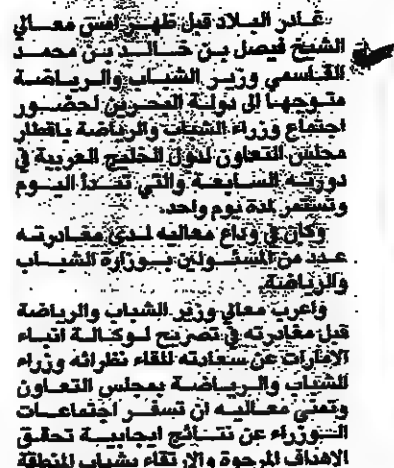 غادر البلاد قبل ظهر امس معالي
الشيخ فيصل بن خالد بن محمد
القاسمي وزير الشباب والرياضة
متوجها الى دولة البحرين لحضور
اجتماع وزراء الشباب والرياضة باقطار
مجلس التعاون لدول الخليج العربية في
دورته السابعة والتي تبدأ اليوم
وتستمر لمدة يوم واحد.
وكان في وداع معاليه لدى مغادرته
عدد من المسئولين بوزارة الشباب
والرياضة.
واعرب معالي وزير الشباب والرياضة
قبل مغادرته في تصريح لوكالة انباء
الامارات عن سعادته للقاء نظرائه وزراء
الشباب والرياضة بمجلس التعاون
وتمنى معاليه ان تسفر اجتماعات
الوزراء عن نتائج ايجابية تحقق
الاهداف المرجوة والارتقاء بشباب المنطقة